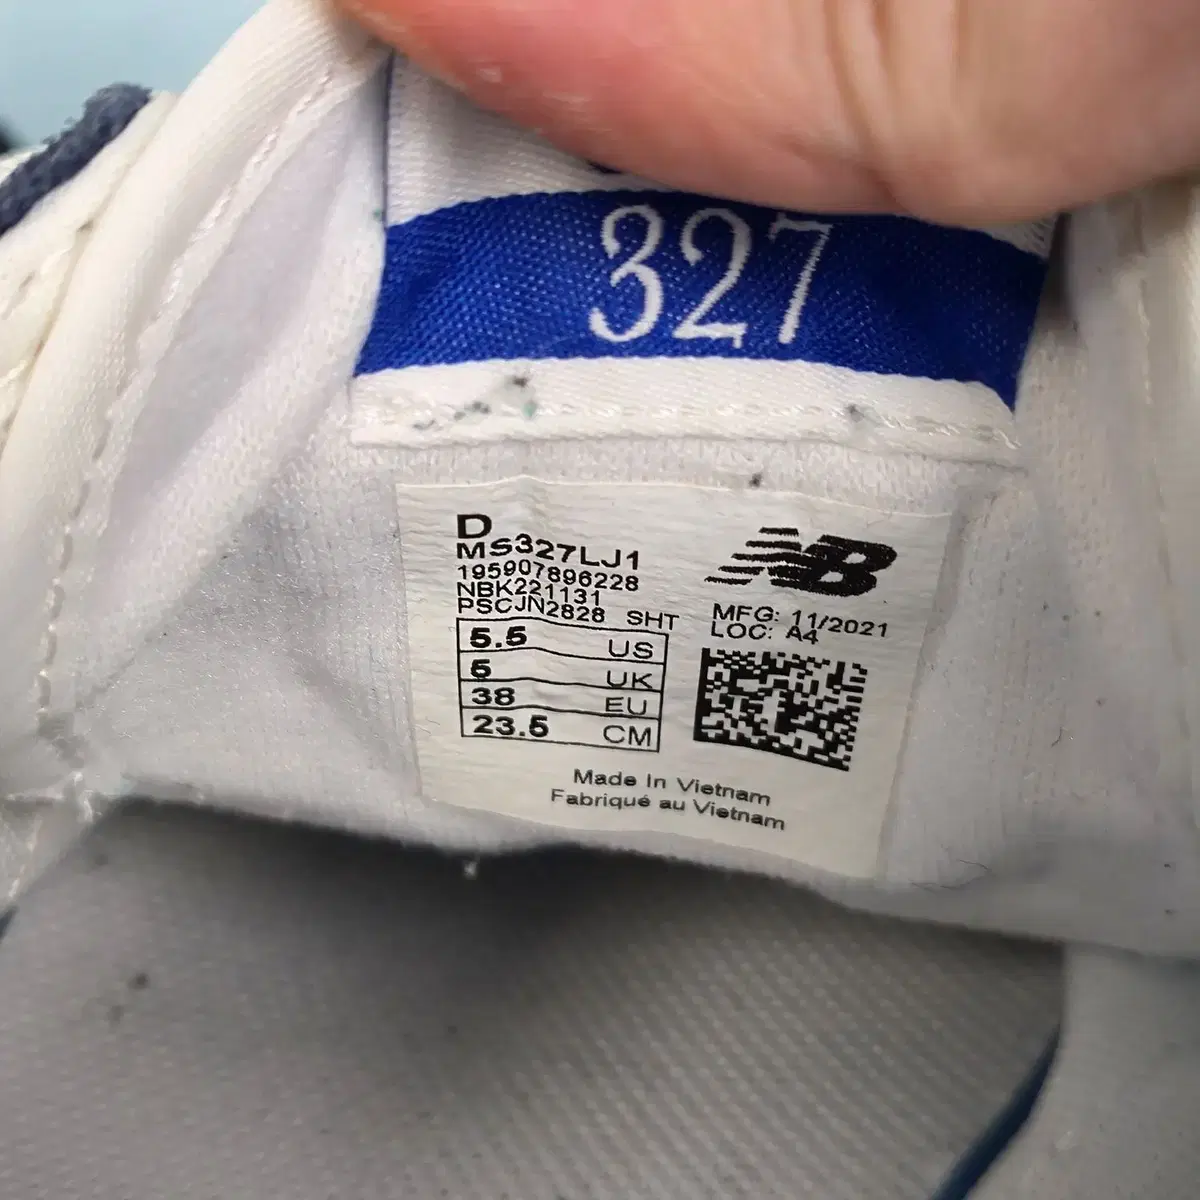 327
D
MS327LJ1
195907896228
NBK221131
PSCJN2828 SHT
5.5 US
5 UK
38 EU
23.5 CM
NB
MFG: 11/2021
LOC: A4
Made In Vietnam
Fabriqué au Vietnam